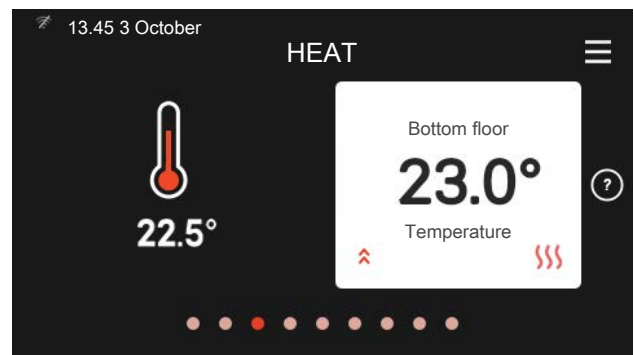 13.45 3 October
HEAT
Bottom floor
23.0°
?
22.5°
Temperature